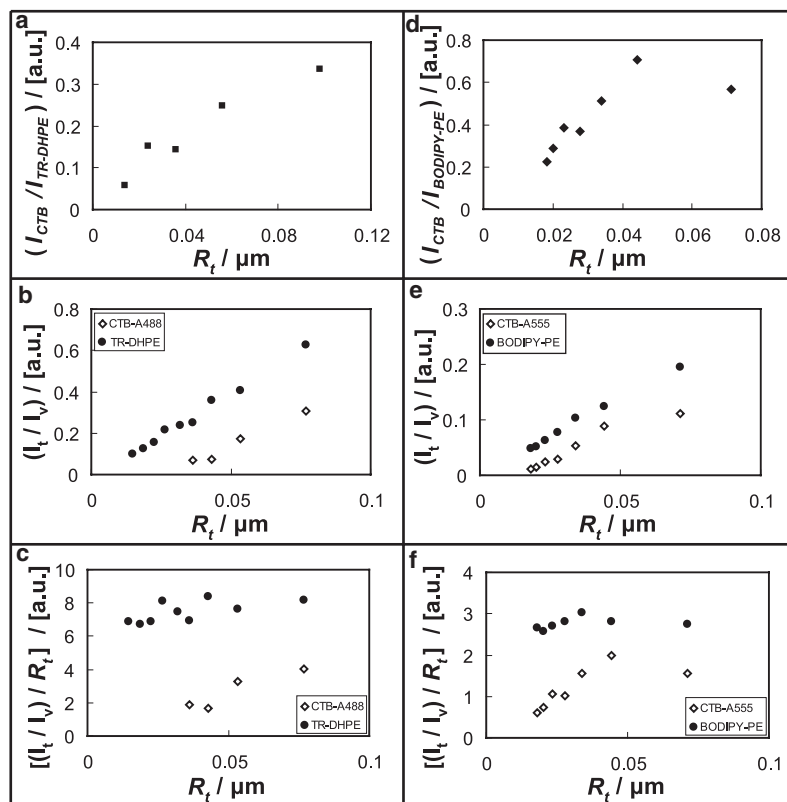 a
(I_CTB /I_TR-DHPE) / [a.u.]
0.4
0.3
0.2
0.1
0
0
0.04
0.08
0.12
R_t / μm
d
(I_CTB /I_BODIPY-PE) / [a.u.]
0.8
0.6
0.4
0.2
0
0
0.02
0.04
0.06
0.08
R_t / μm
b
(I_t / I_v) / [a.u.]
0.8
0.6
0.4
0.2
0
CTB-A488
TR-DHPE
0
0.05
0.1
R_t / μm
e
(I_t / I_v) / [a.u.]
0.3
0.2
0.1
0
CTB-A555
BODIPY-PE
0
0.05
0.1
R_t / μm
c
[(I_t / I_v) / R_t] / [a.u.]
10
8
6
4
2
0
CTB-A488
TR-DHPE
0
0.05
0.1
R_t / μm
f
[(I_t / I_v) / R_t] / [a.u.]
4
3
2
1
0
CTB-A555
BODIPY-PE
0
0.05
0.1
R_t / μm